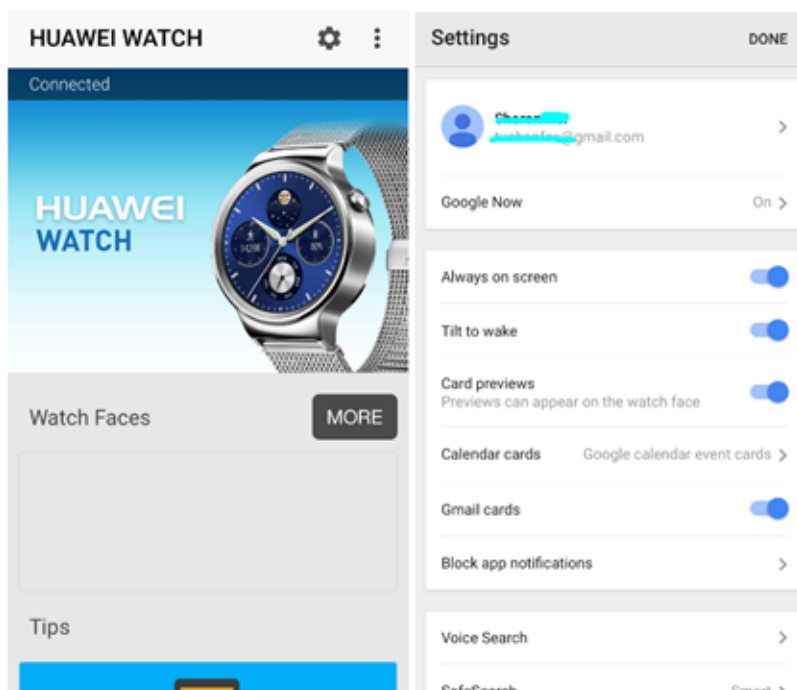 HUAWEI WATCH
Connected
HUAWEI
WATCH
Watch Faces
MORE
Tips
Settings
DONE
@gmail.com
Google Now
On
Always on screen
Tilt to wake
Card previews
Previews can appear on the watch face
Calendar cards
Google calendar event cards
Gmail cards
Block app notifications
Voice Search
SafeSearch
Smart